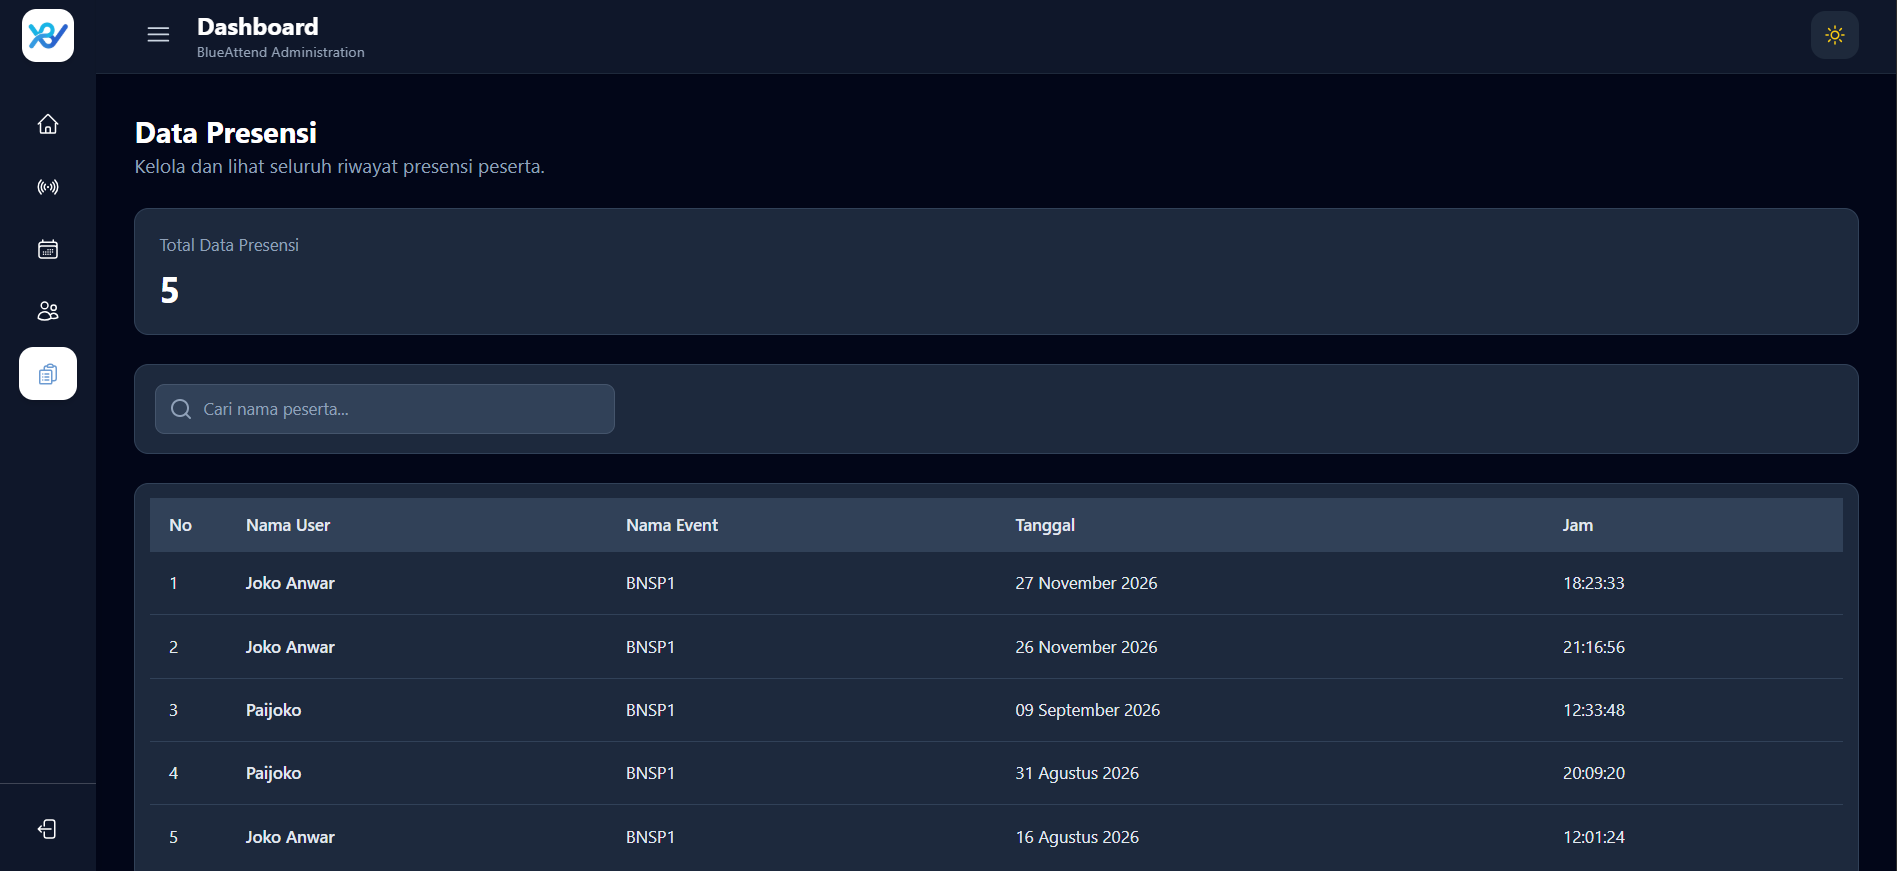 Dashboard
BlueAttend Administration
Data Presensi
Kelola dan lihat seluruh riwayat presensi peserta.
Total Data Presensi
5
Cari nama peserta...
No Nama User Nama Event Tanggal Jam
1 Joko Anwar BNSP1 27 November 2026 18:23:33
2 Joko Anwar BNSP1 26 November 2026 21:16:56
3 Paijoko BNSP1 09 September 2026 12:33:48
4 Paijoko BNSP1 31 Agustus 2026 20:09:20
5 Joko Anwar BNSP1 16 Agustus 2026 12:01:24